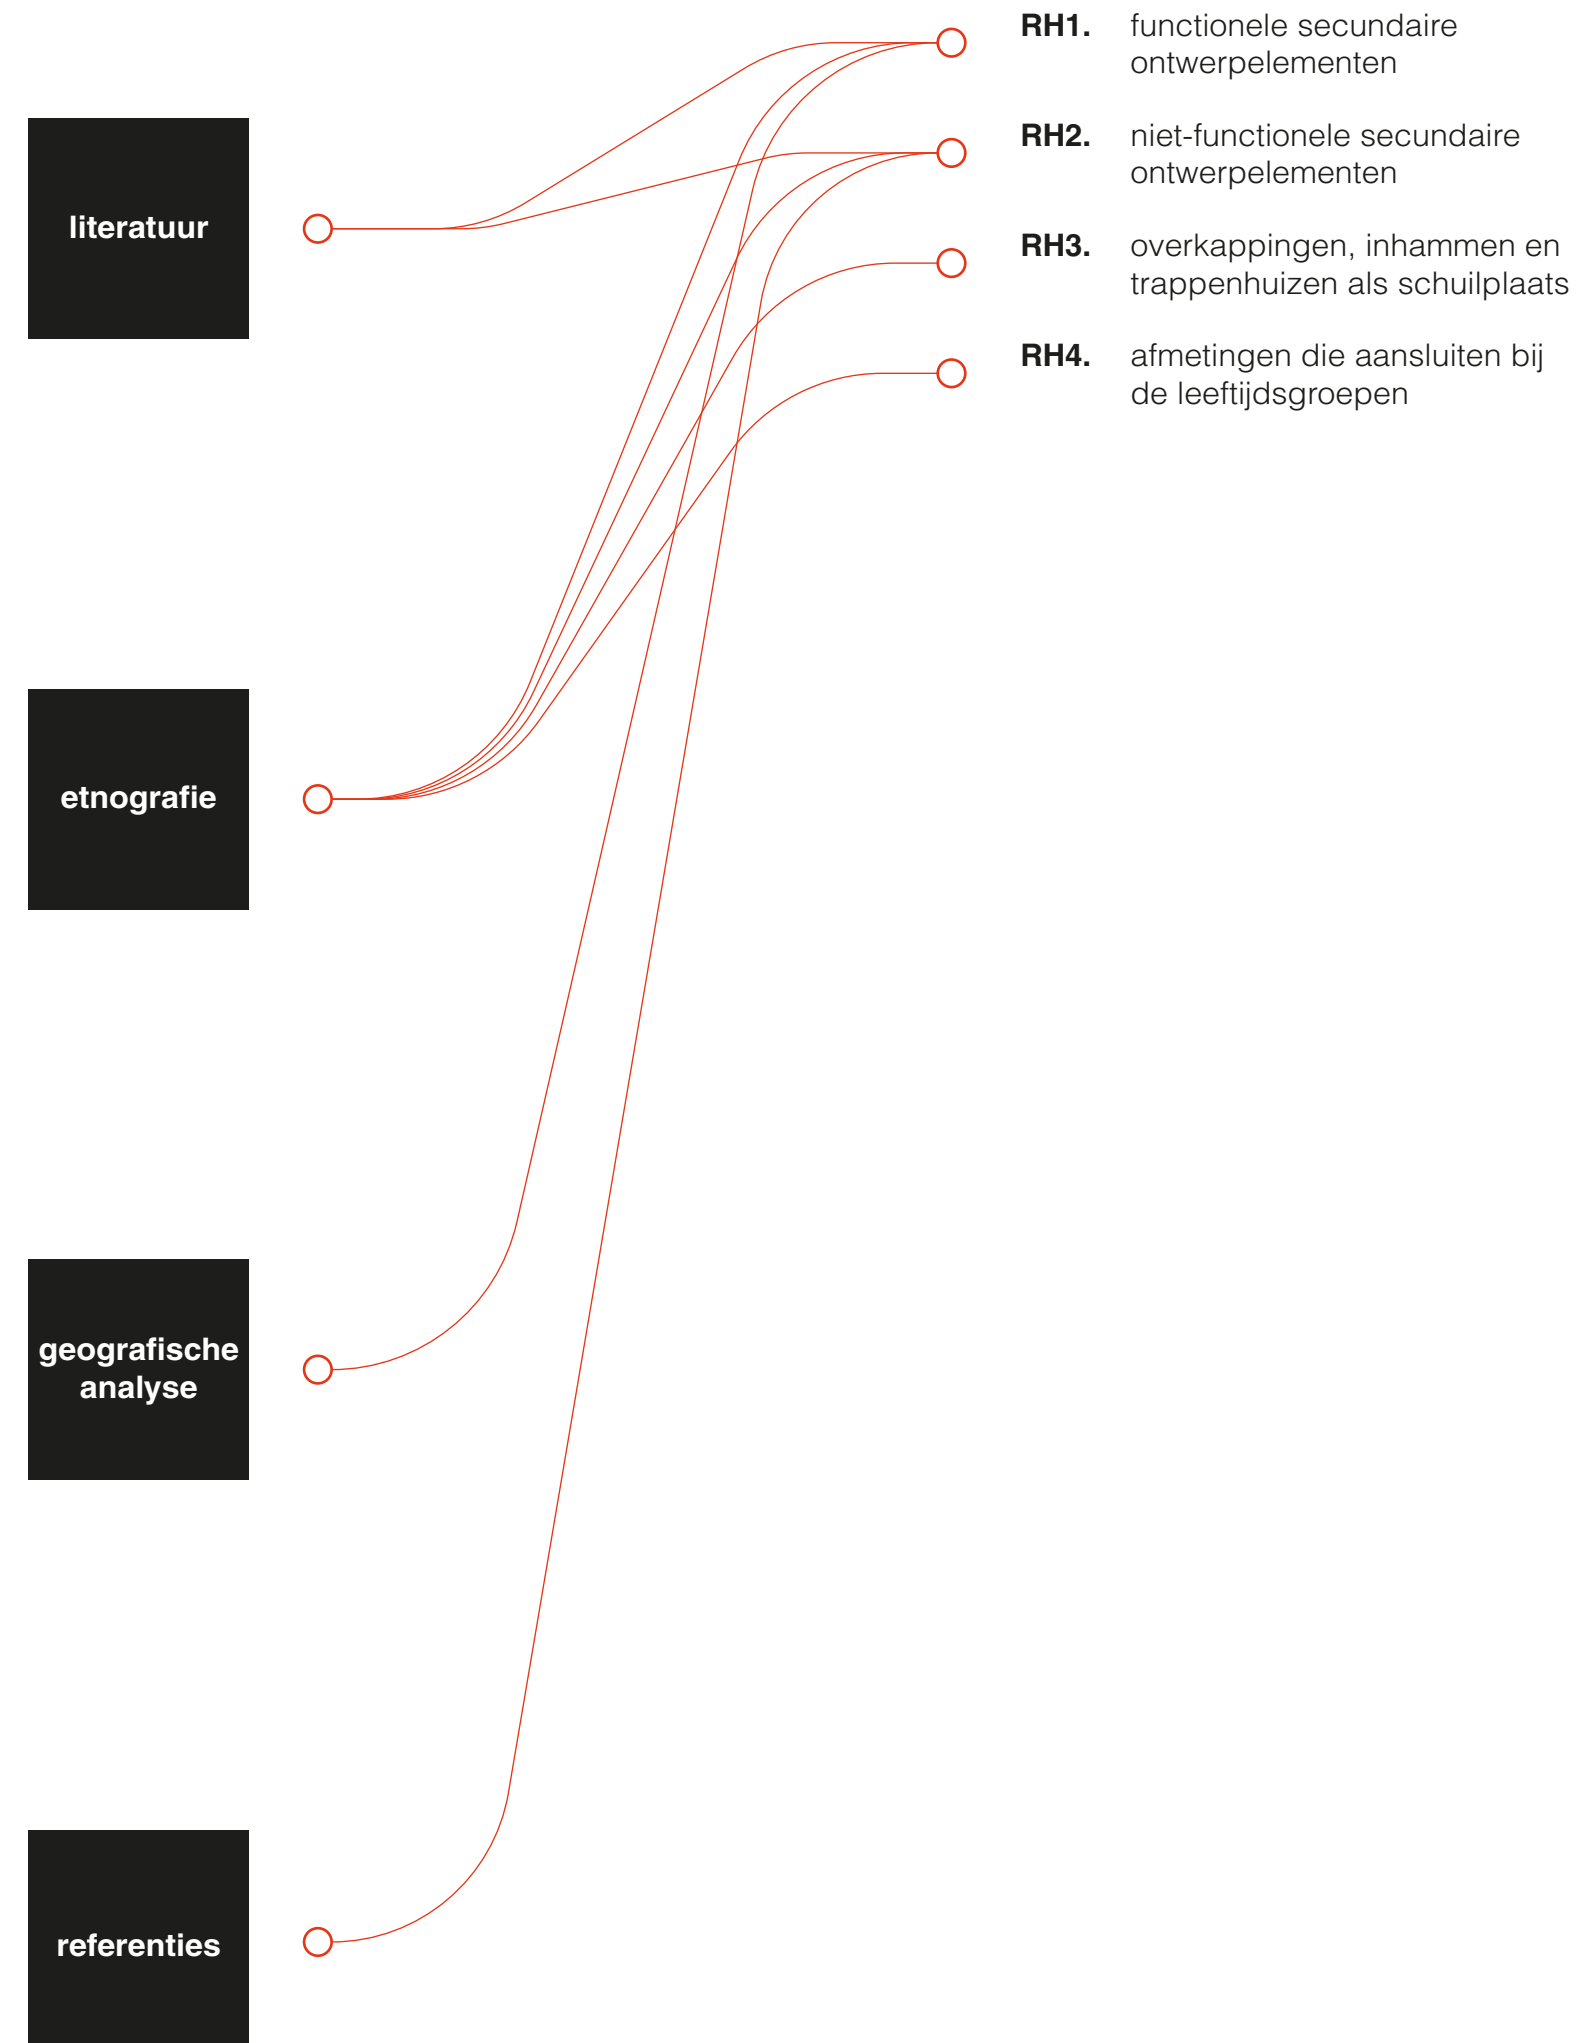 RH1. functionele secundaire
ontwerpelementen
RH2. niet-functionele secundaire
ontwerpelementen
RH3. overkappingen, inhammen en
trappenhuizen als schuilplaats
RH4. afmetingen die aansluiten bij
de leeftijdsgroepen
literatuur
etnografie
geografische
analyse
referenties